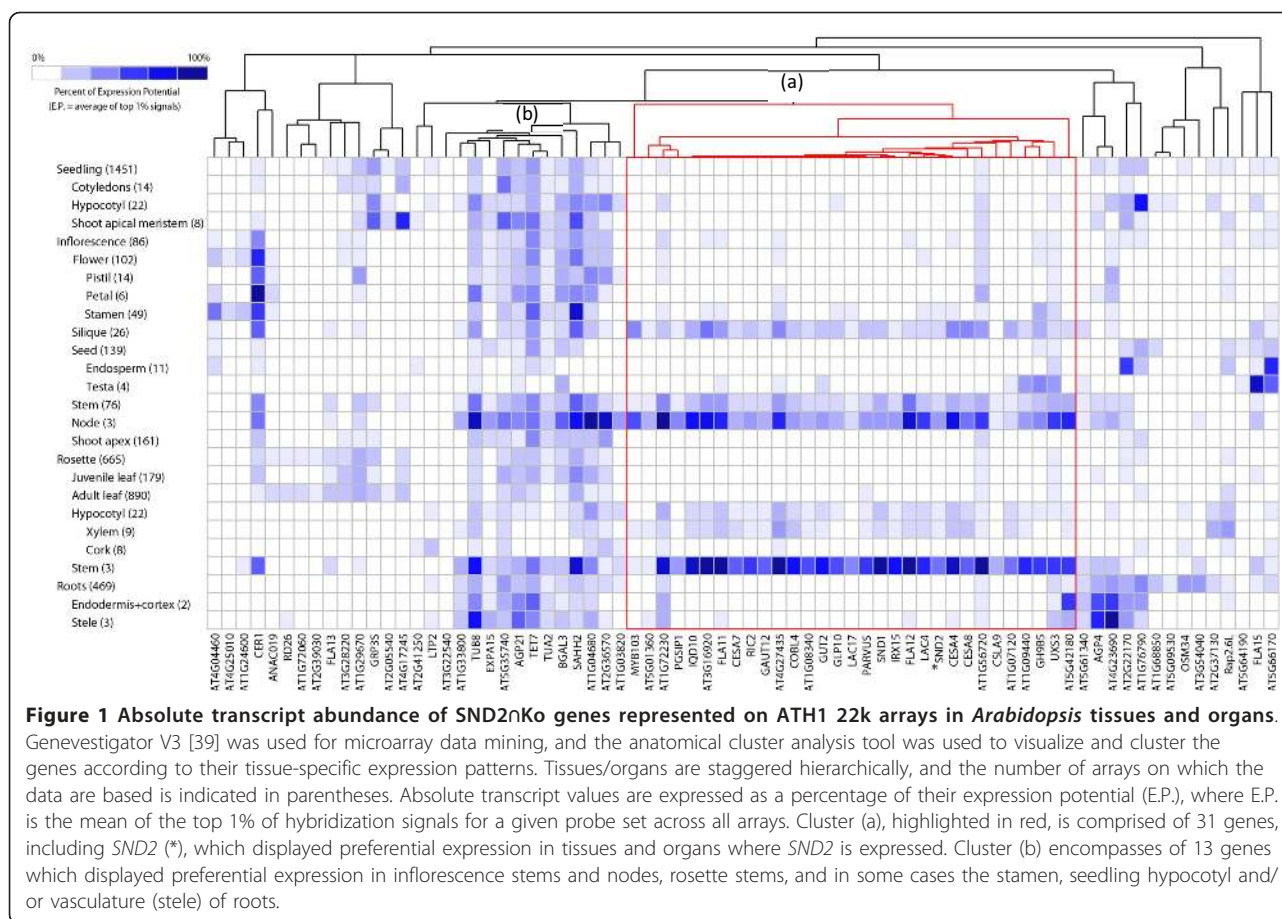 0%
100%
Percent of Expression Potential
(E.P. = average of top 1% signals)
(a)
(b)
Seedling (1451)
Cotyledons (14)
Hypocotyl (22)
Shoot apical meristem (8)
Inflorescence (86)
Flower (102)
Pistil (14)
Petal (6)
Stamen (49)
Silique (26)
Seed (139)
Endosperm (11)
Testa (4)
Stem (76)
Node (3)
Shoot apex (161)
Rosette (665)
Juvenile leaf (179)
Adult leaf (890)
Hypocotyl (22)
Xylem (9)
Cork (8)
Stem (3)
Roots (469)
Endodermis+cortex (2)
Stele (3)
AT4G04460
AT4G25010
AT1G24600
CER1
ANAC019
RD26
AT1G72060
AT2G39030
FLA13
AT3G28220
AT1G29670
GRP3S
AT2G05540
AT4G17245
AT2G41250
LTP2
AT3G22540
AT1G33800
TUB8
EXPA15
AT5G35740
AGP21
TET7
TUA2
BGAL3
SAHH2
AT1G04680
AT2G36570
AT1G03820
MYB103
AT5G01360
AT1G72230
PGSIP1
IQD10
AT3G16920
FLA11
CESA7
RIC2
GAUT12
AT4G27435
COBL4
AT1G08340
GUT2
GLP10
LAC17
PARVUS
SND1
IRX15
FLA12
LAC4
*SND2
CESA4
CESA8
AT1G56720
CSLA9
AT1G07120
AT1G09440
GH9B5
UXS3
AT5G42180
AT5G61340
AGP4
AT4G23690
AT2G22170
AT1G76790
AT1G68850
AT5G09530
OSM34
AT3G54040
AT2G37130
Rap2.6L
AT5G64190
FLA15
AT5G66170
Figure 1 Absolute transcript abundance of SND2∩Ko genes represented on ATH1 22k arrays in Arabidopsis tissues and organs.
Genevestigator V3 [39] was used for microarray data mining, and the anatomical cluster analysis tool was used to visualize and cluster the
genes according to their tissue-specific expression patterns. Tissues/organs are staggered hierarchically, and the number of arrays on which the
data are based is indicated in parentheses. Absolute transcript values are expressed as a percentage of their expression potential (E.P.), where E.P.
is the mean of the top 1% of hybridization signals for a given probe set across all arrays. Cluster (a), highlighted in red, is comprised of 31 genes,
including SND2 (*), which displayed preferential expression in tissues and organs where SND2 is expressed. Cluster (b) encompasses of 13 genes
which displayed preferential expression in inflorescence stems and nodes, rosette stems, and in some cases the stamen, seedling hypocotyl and/
or vasculature (stele) of roots.